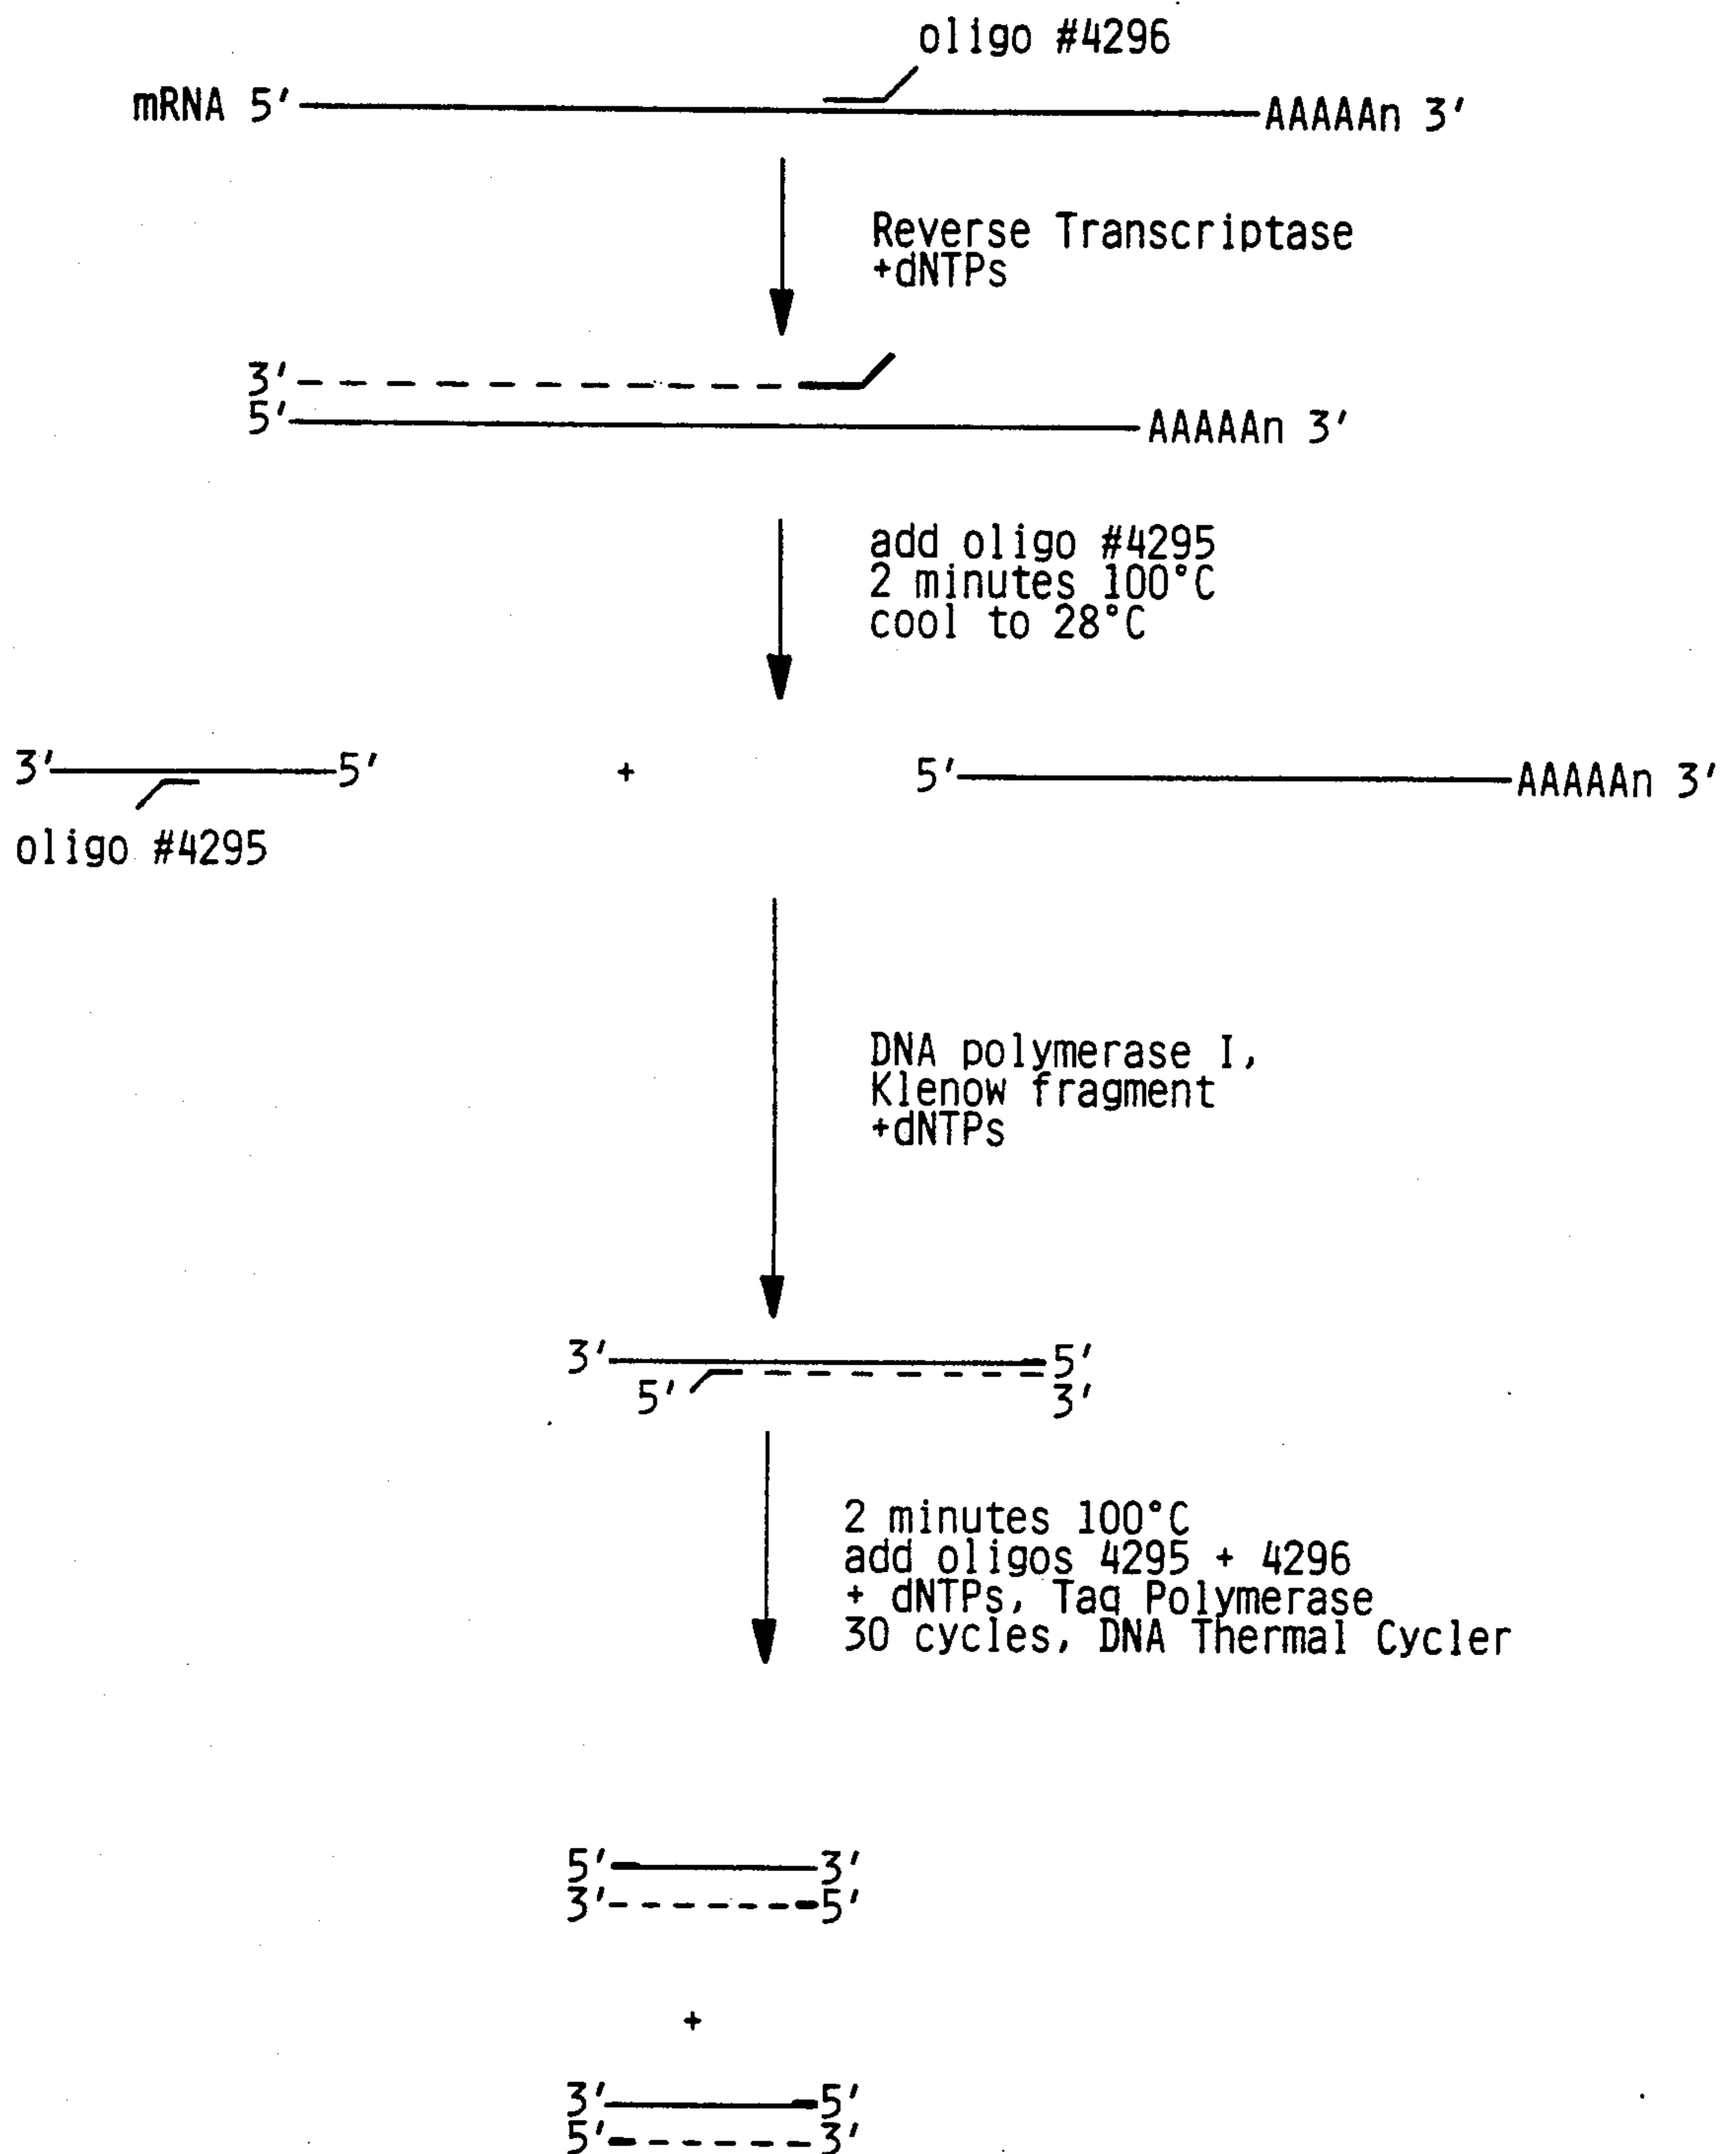 oligo #4296
mRNA 5' AAAAAn 3'
Reverse Transcriptase
+dNTPs
3'
5' AAAAAn 3'
add oligo #4295
2 minutes 100°C
cool to 28°C
3' 5' + 5' AAAAAn 3'
oligo #4295
DNA polymerase I,
Klenow fragment
+dNTPs
3' 5'
5' 3'
2 minutes 100°C
add oligos 4295 + 4296
+ dNTPs, Taq Polymerase
30 cycles, DNA Thermal Cycler
5' 3'
3' 5'
+
3' 5'
5' 3'